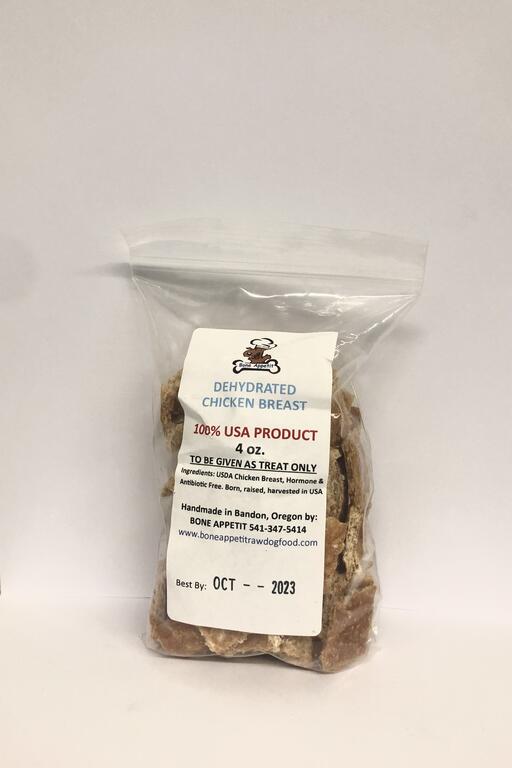 Bone Appetit
DEHYDRATED
CHICKEN BREAST
100% USA PRODUCT
4 oz.
TO BE GIVEN AS TREAT ONLY
Ingredients: USDA Chicken Breast, Hormone &
Antibiotic Free. Born, raised, harvested in USA
Handmade in Bandon, Oregon by:
BONE APPETIT 541-347-5414
www.boneappetitrawdogfood.com
Best By: OCT - - 2023